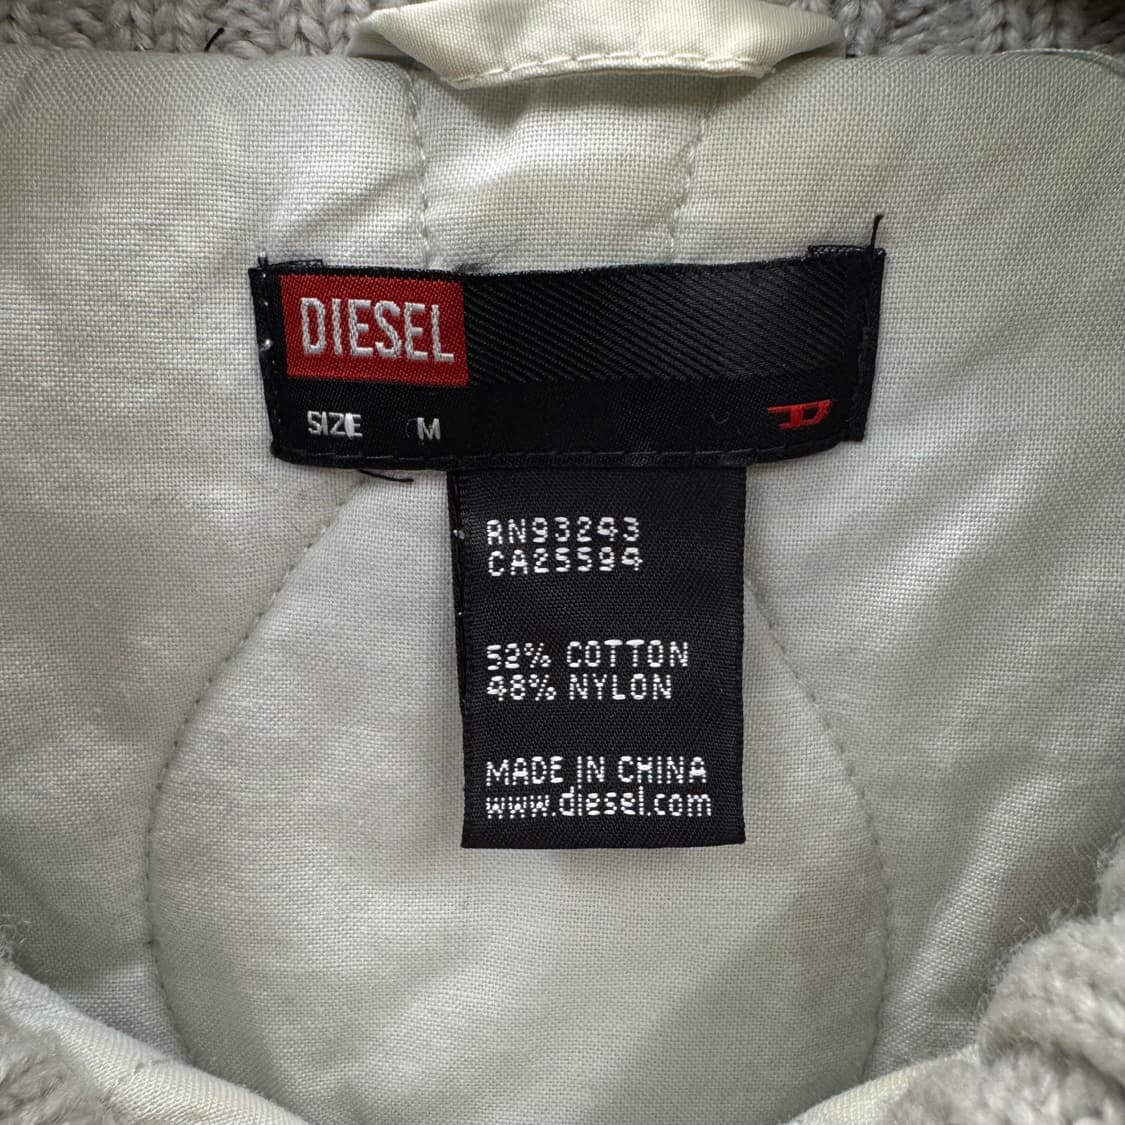 DIESEL
SIZE M
RN93243
CA25594
52% COTTON
48% NYLON
MADE IN CHINA
www.diesel.com